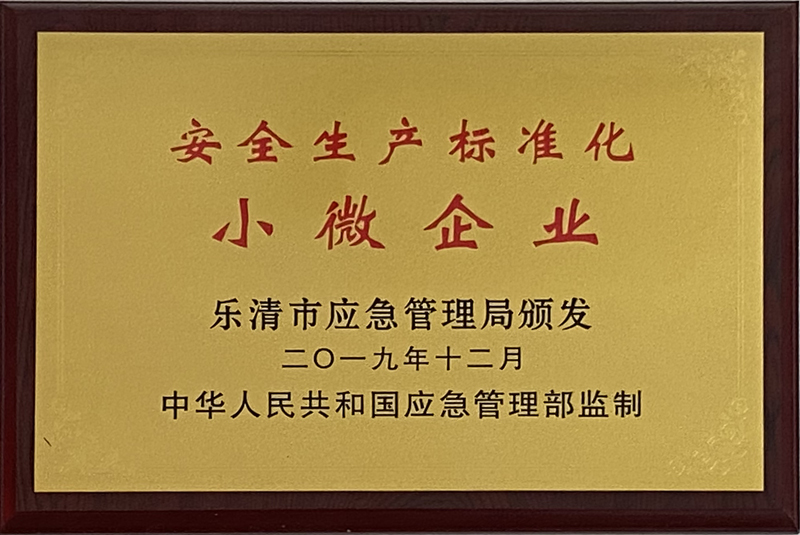 安全生产标准化
小微企业
乐清市应急管理局颁发
二〇一九年十二月
中华人民共和国应急管理部监制